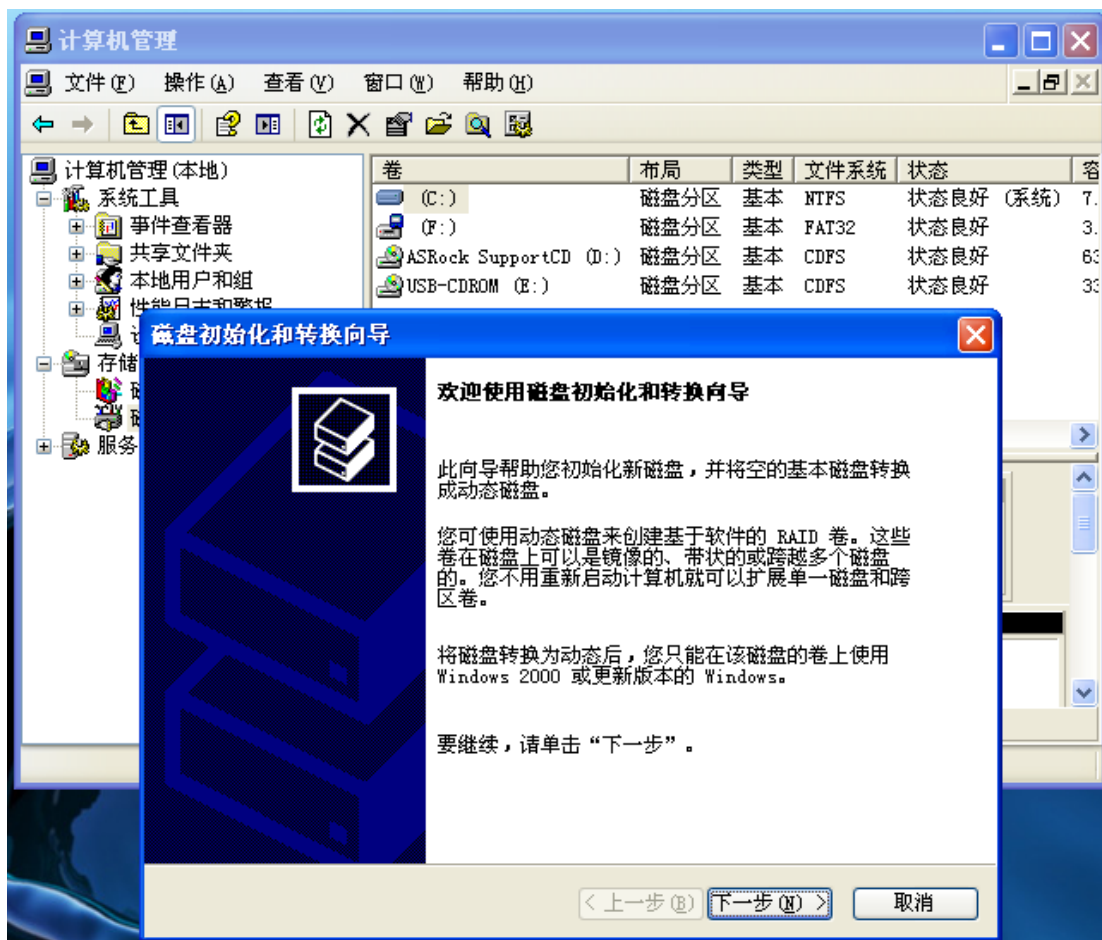 计算机管理
文件(F) 操作(A) 查看(V) 窗口(W) 帮助(H)
计算机管理(本地)
系统工具
事件查看器
共享文件夹
本地用户和组
性能日志和警报
存储
服务
卷 布局 类型 文件系统 状态 容
(C:) 磁盘分区 基本 NTFS 状态良好 (系统) 7.
(F:) 磁盘分区 基本 FAT32 状态良好 3.
ASRock SupportCD (D:) 磁盘分区 基本 CDFS 状态良好 63
USB-CDROM (E:) 磁盘分区 基本 CDFS 状态良好 33
磁盘初始化和转换向导
欢迎使用磁盘初始化和转换向导
此向导帮助您初始化新磁盘，并将空的基本磁盘转换
成动态磁盘。
您可使用动态磁盘来创建基于软件的 RAID 卷。这些
卷在磁盘上可以是镜像的、带状的或跨越多个磁盘
的。您不用重新启动计算机就可以扩展单一磁盘和跨
区卷。
将磁盘转换为动态后，您只能在该磁盘的卷上使用
Windows 2000 或更新版本的 Windows。
要继续，请单击“下一步”。
< 上一步(B) 下一步(N) > 取消